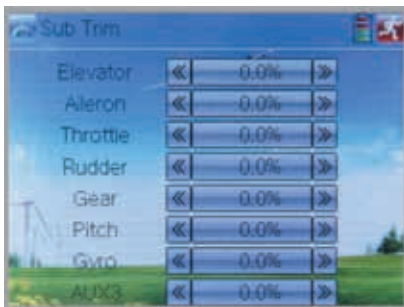 Sub Trim
Elevator 0.0%
Aileron 0.0%
Throttle 0.0%
Rudder 0.0%
Gear 0.0%
Pitch 0.0%
Gyro 0.0%
AUX3 0.0%